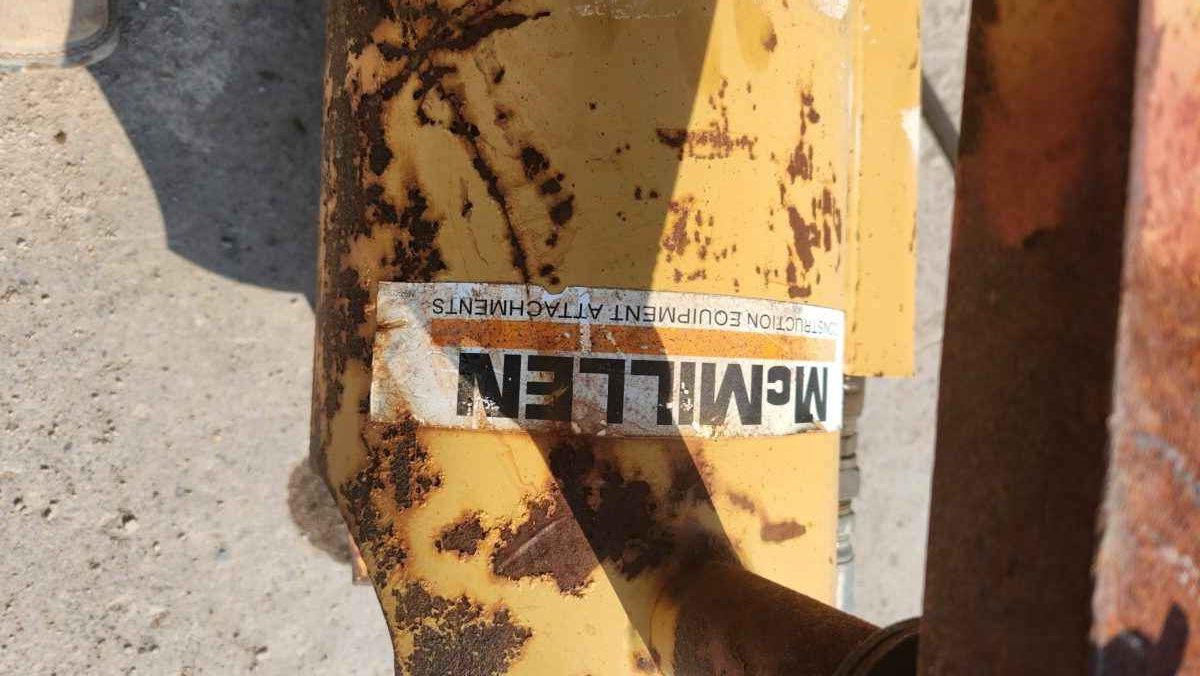 McMILLEN
CONSTRUCTION EQUIPMENT ATTACHMENTS